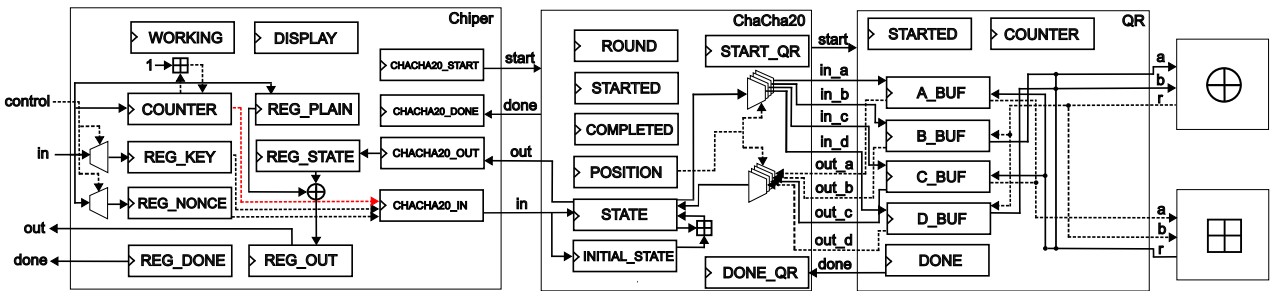 Chiper
WORKING
DISPLAY
1
control
COUNTER
REG_PLAIN
in
REG_KEY
REG_STATE
REG_NONCE
out
done
REG_DONE
REG_OUT
CHACHA20_START
CHACHA20_DONE
CHACHA20_OUT
CHACHA20_IN
start
done
out
in
ChaCha20
ROUND
START_QR
STARTED
COMPLETED
POSITION
STATE
INITIAL_STATE
DONE_QR
start
in_a
in_b
in_c
in_d
out_a
out_b
out_c
out_d
done
QR
STARTED
COUNTER
A_BUF
B_BUF
C_BUF
D_BUF
DONE
a
b
r
a
b
r